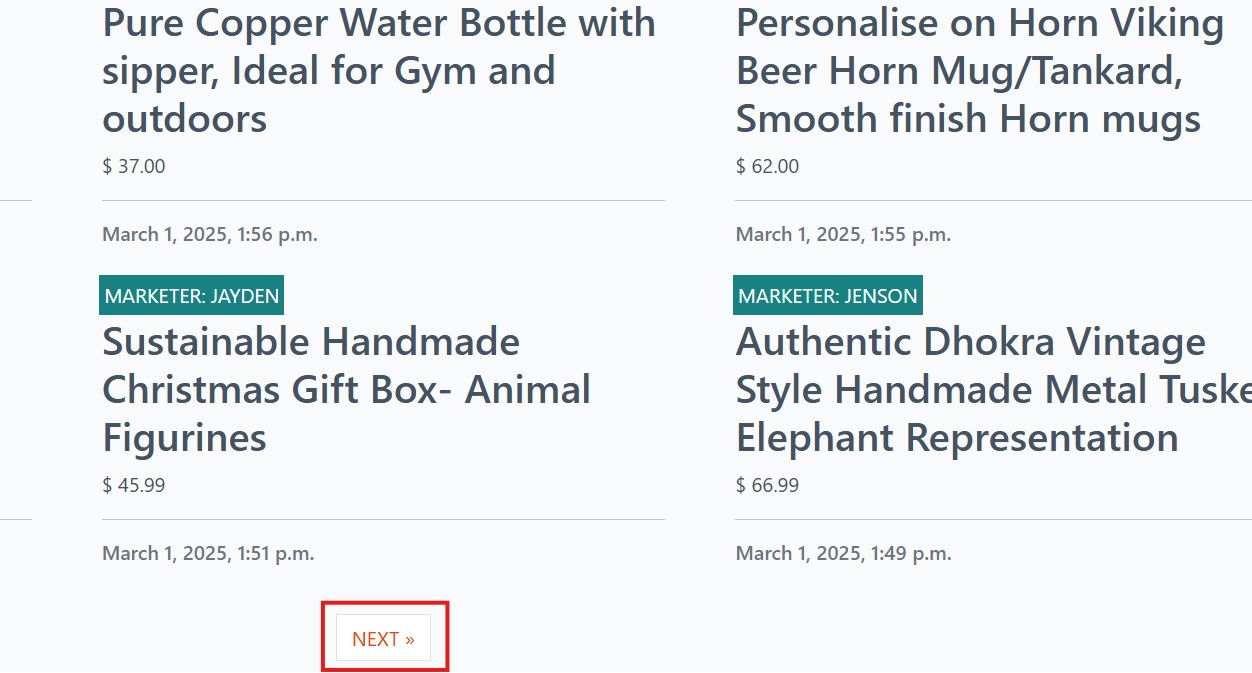 Pure Copper Water Bottle with
sipper, Ideal for Gym and
outdoors
$ 37.00
March 1, 2025, 1:56 p.m.
MARKETER: JAYDEN
Sustainable Handmade
Christmas Gift Box- Animal
Figurines
$ 45.99
March 1, 2025, 1:51 p.m.
Personalise on Horn Viking
Beer Horn Mug/Tankard,
Smooth finish Horn mugs
$ 62.00
March 1, 2025, 1:55 p.m.
MARKETER: JENSON
Authentic Dhokra Vintage
Style Handmade Metal Tuske
Elephant Representation
$ 66.99
March 1, 2025, 1:49 p.m.
NEXT »